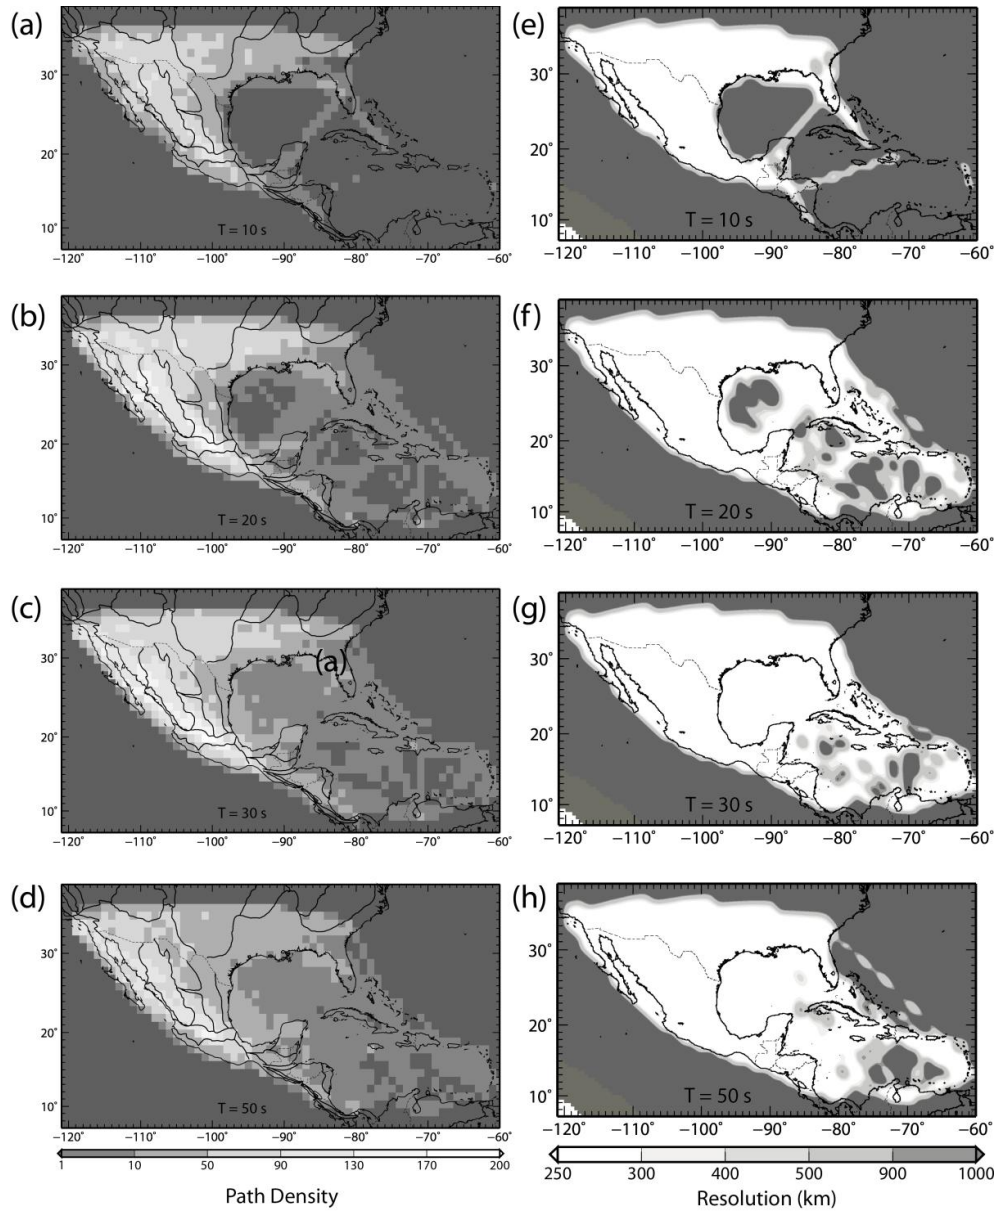 (a)
30°
20°
10°
T = 10 s
−120 −110 −100 −90 −80 −70 −60°
(e)
30°
20°
10°
T = 10 s
−120° −110° −100° −90° −80° −70° −60°
(b)
30°
20°
10°
T = 20 s
−120° −110° −100° −90° −80° −70° −60°
(f)
30°
20°
10°
T = 20 s
−120° −110° −100° −90° −80° −70° −60°
(c)
(a)
30°
20°
10°
T = 30 s
−120° −110° −100° −90° −80° −70° −60°
(g)
30°
20°
10°
T = 30 s
−120° −110° −100° −90° −80° −70° −60°
(d)
30°
20°
10°
T = 50 s
−120° −110° −100° −90° −80° −70° −60°
1 10 50 90 130 170 200
Path Density
(h)
30°
20°
10°
T = 50 s
−120° −110° −100° −90° −80° −70° −60°
250 300 400 500 900 1000
Resolution (km)